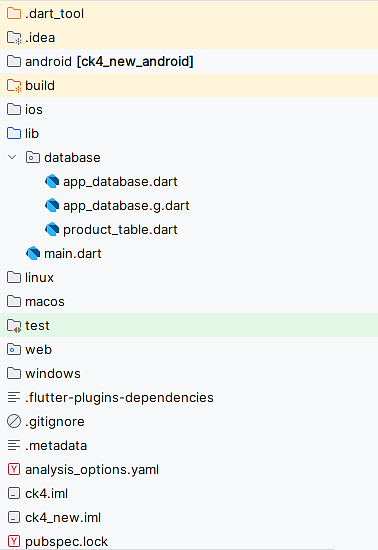 .dart_tool
.idea
android [ck4_new_android]
build
ios
lib
database
app_database.dart
app_database.g.dart
product_table.dart
main.dart
linux
macos
test
web
windows
.flutter-plugins-dependencies
.gitignore
.metadata
analysis_options.yaml
ck4.iml
ck4_new.iml
pubspec.lock